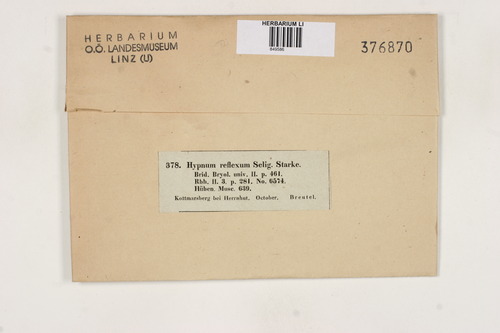 HERBARIUM
O.Ö. LANDESMUSEUM
LINZ (U)
HERBARIUM LI
376870
378. Hypnum reflexum Selig. Starke.
Brid. Bryol. univ. II. p. 461.
Rbh. II. 3. p. 281. No. 6574.
Hüben. Musc. 639.
Kottmarsberg bei Herrnhut. October. Breutel.